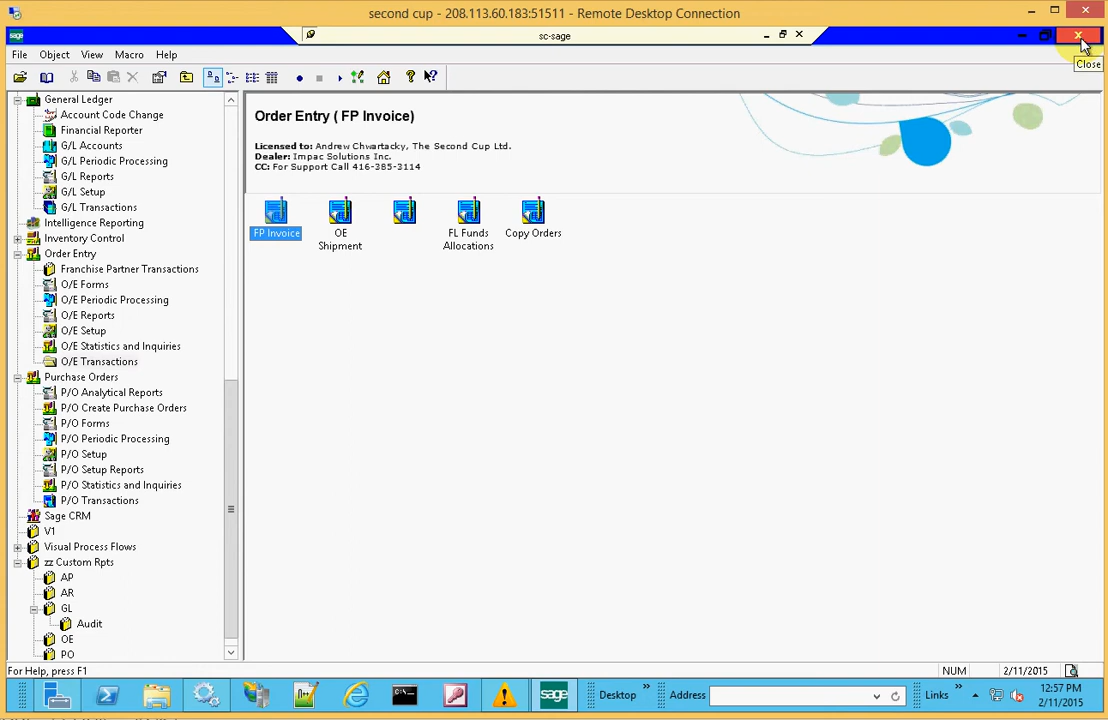 second cup - 208.113.60.183:51511 - Remote Desktop Connection
sage
sc-sage
File Object View Macro Help
Close
General Ledger
Account Code Change
Financial Reporter
G/L Accounts
G/L Periodic Processing
G/L Reports
G/L Setup
G/L Transactions
Intelligence Reporting
Inventory Control
Order Entry
Franchise Partner Transactions
O/E Forms
O/E Periodic Processing
O/E Reports
O/E Setup
O/E Statistics and Inquiries
O/E Transactions
Purchase Orders
P/O Analytical Reports
P/O Create Purchase Orders
P/O Forms
P/O Periodic Processing
P/O Setup
P/O Setup Reports
P/O Statistics and Inquiries
P/O Transactions
Sage CRM
V1
Visual Process Flows
zz Custom Rpts
AP
AR
GL
Audit
OE
PO
Order Entry ( FP Invoice)
Licensed to: Andrew Chwartacky, The Second Cup Ltd.
Dealer: Impac Solutions Inc.
CC: For Support Call 416-385-3114
FP Invoice
OE
Shipment
FL Funds
Allocations
Copy Orders
For Help, press F1
NUM
2/11/2015
sage
Desktop
Address
Links
12:57 PM
2/11/2015